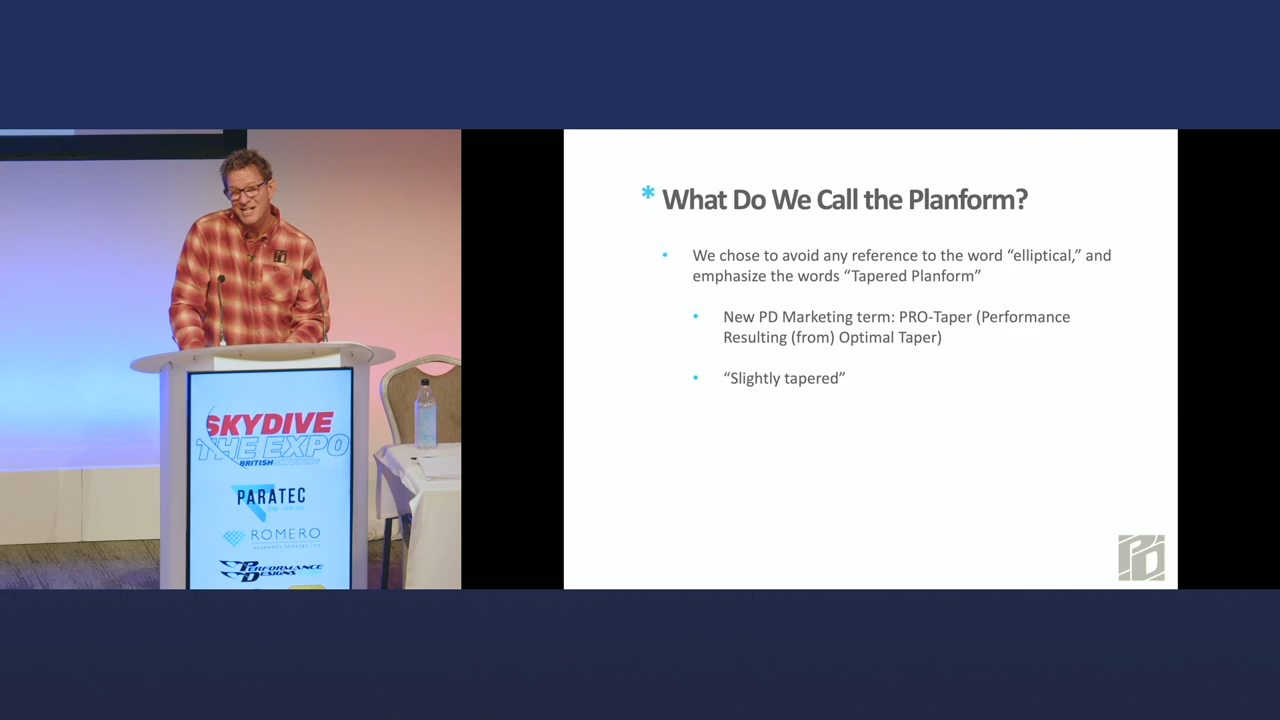 SKYDIVE
THE EXPO
BRITISH
PARATEC
ROMERO
PERFORMANCE
DESIGNS
* What Do We Call the Planform?
• We chose to avoid any reference to the word “elliptical,” and
emphasize the words “Tapered Planform”
• New PD Marketing term: PRO-Taper (Performance
Resulting (from) Optimal Taper)
• “Slightly tapered”
PD